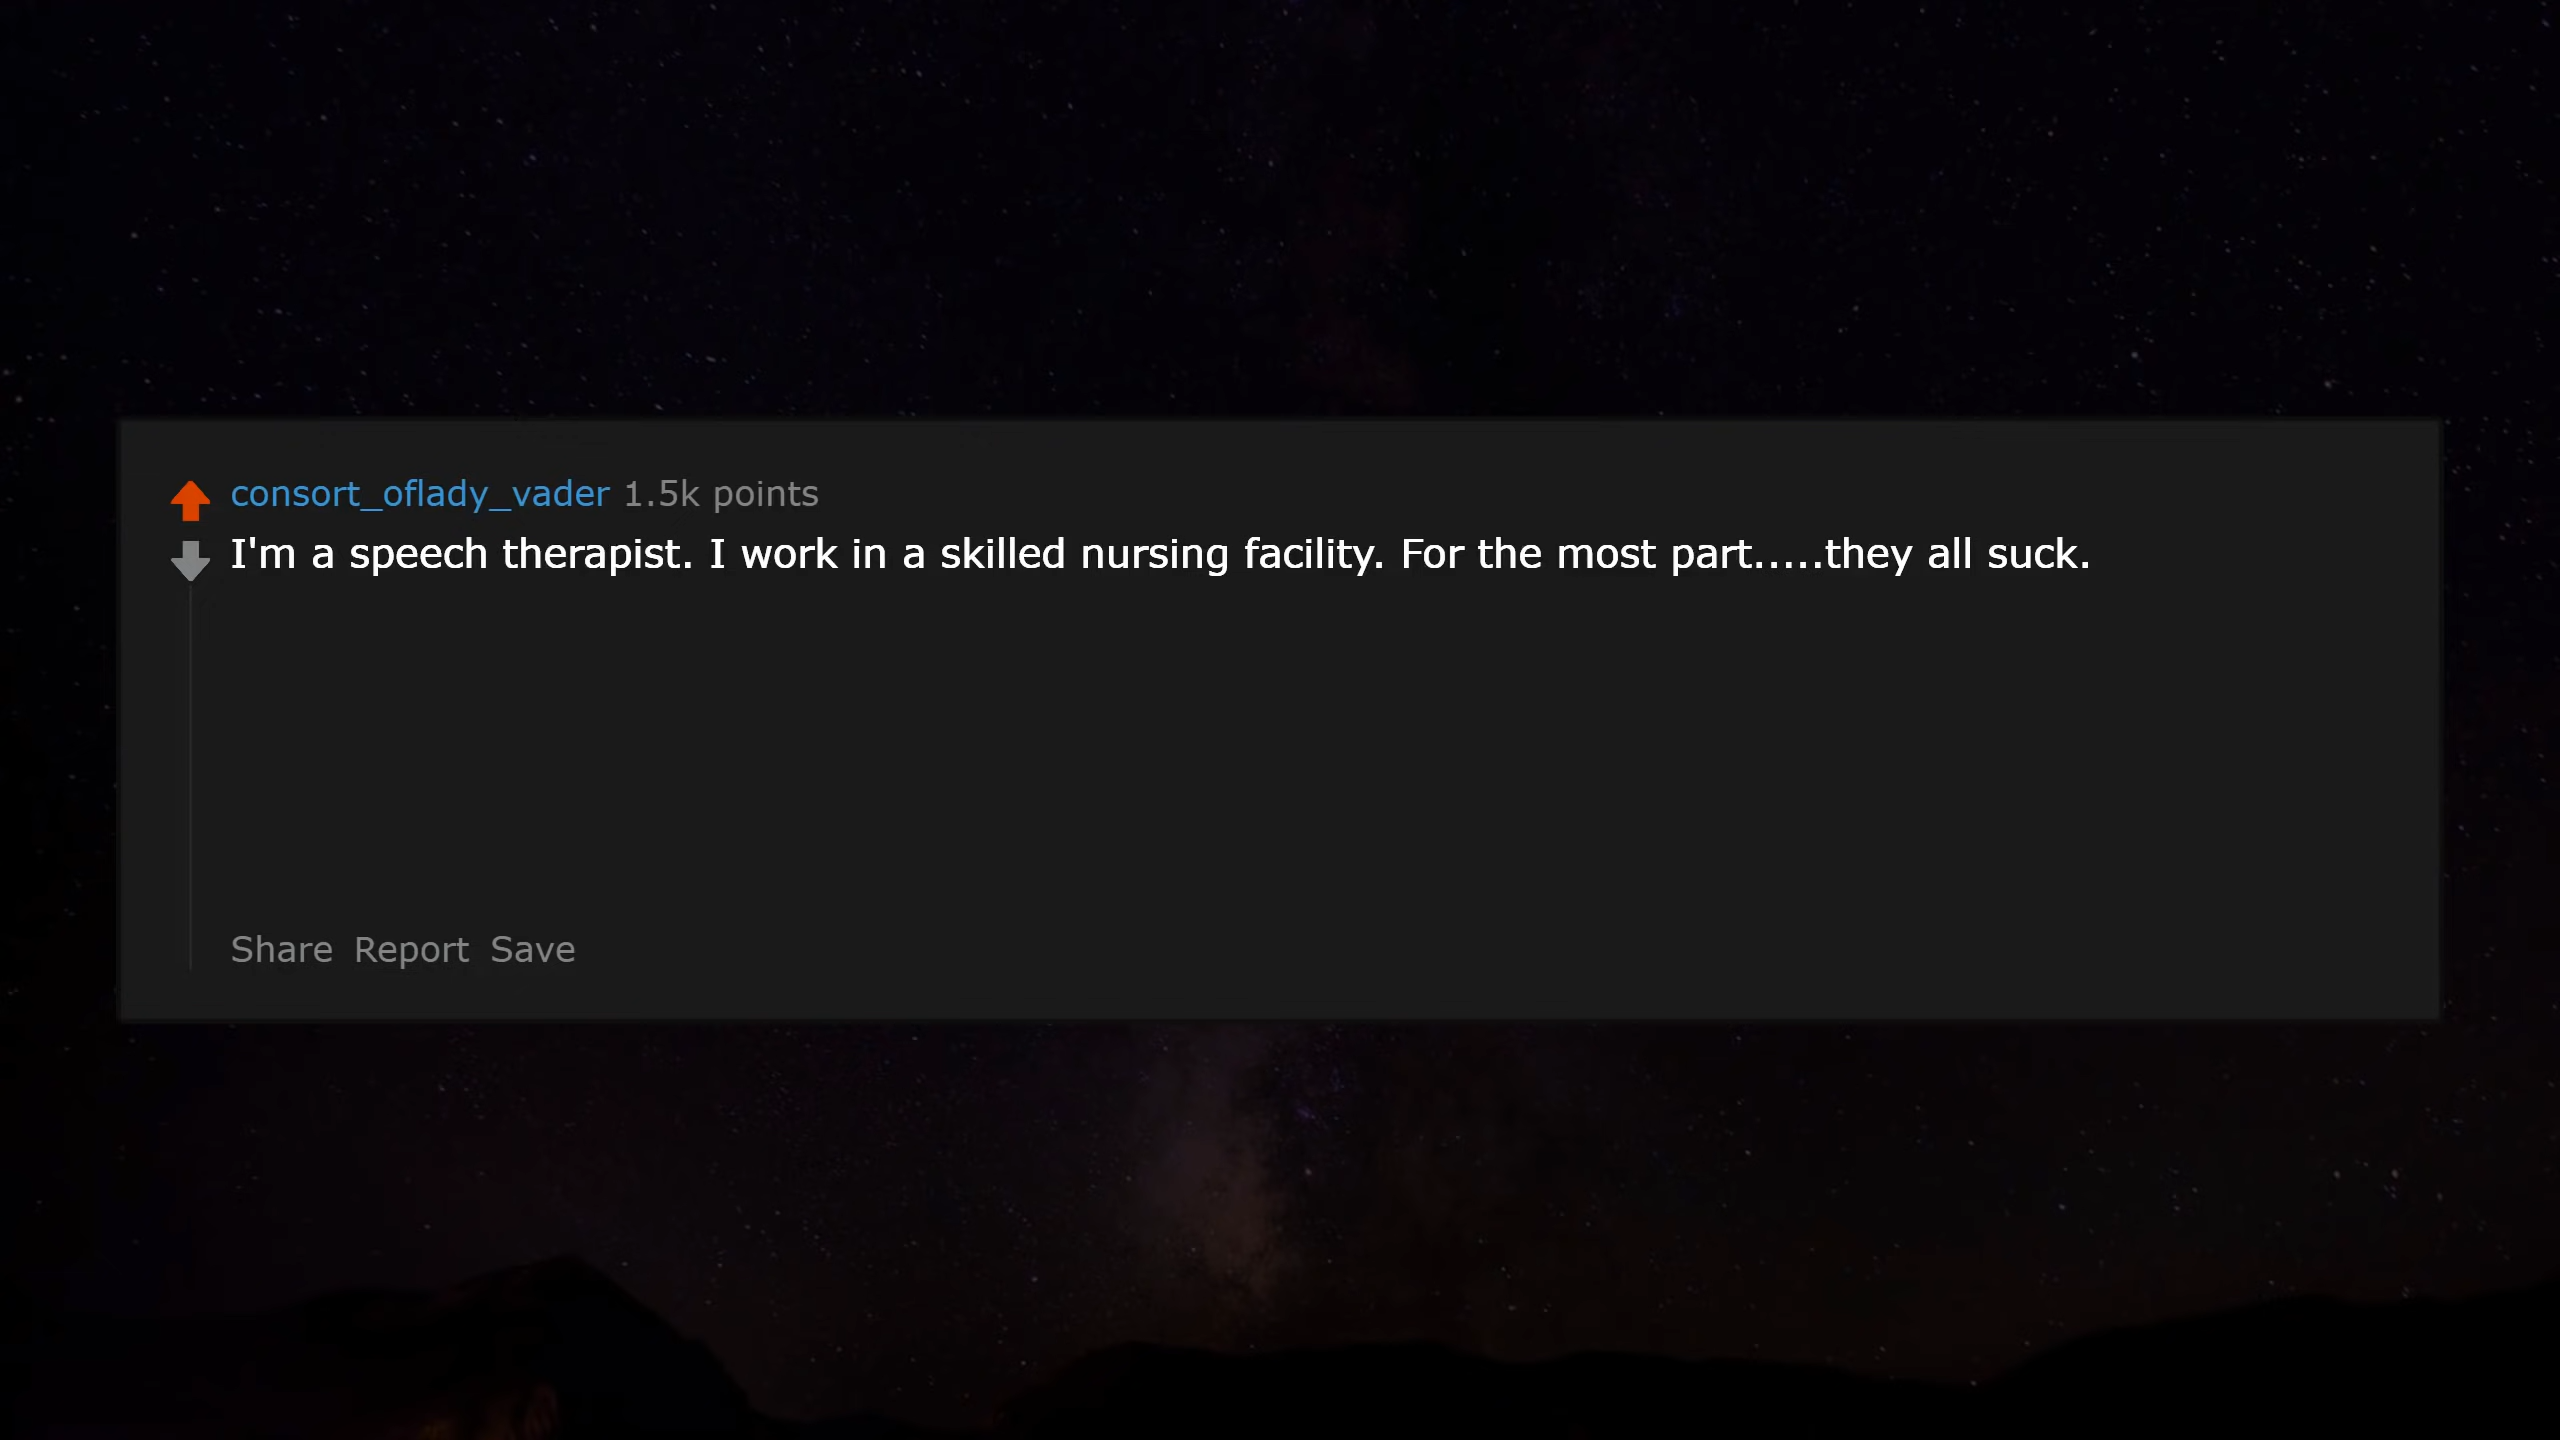 consort_oflady_vader 1.5k points
I'm a speech therapist. I work in a skilled nursing facility. For the most part.....they all suck.
Share Report Save